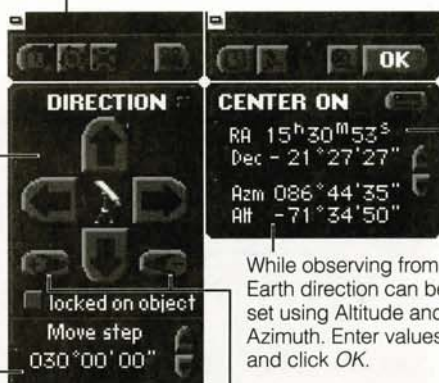 OK
DIRECTION
locked on object
Move step
030°00'00"
CENTER ON
RA 15h30m53s
Dec - 21°27'27"
Azm 086°44'35"
Alt -71°34'50"
While observing from
Earth direction can be
set using Altitude and
Azimuth. Enter values
and click OK.